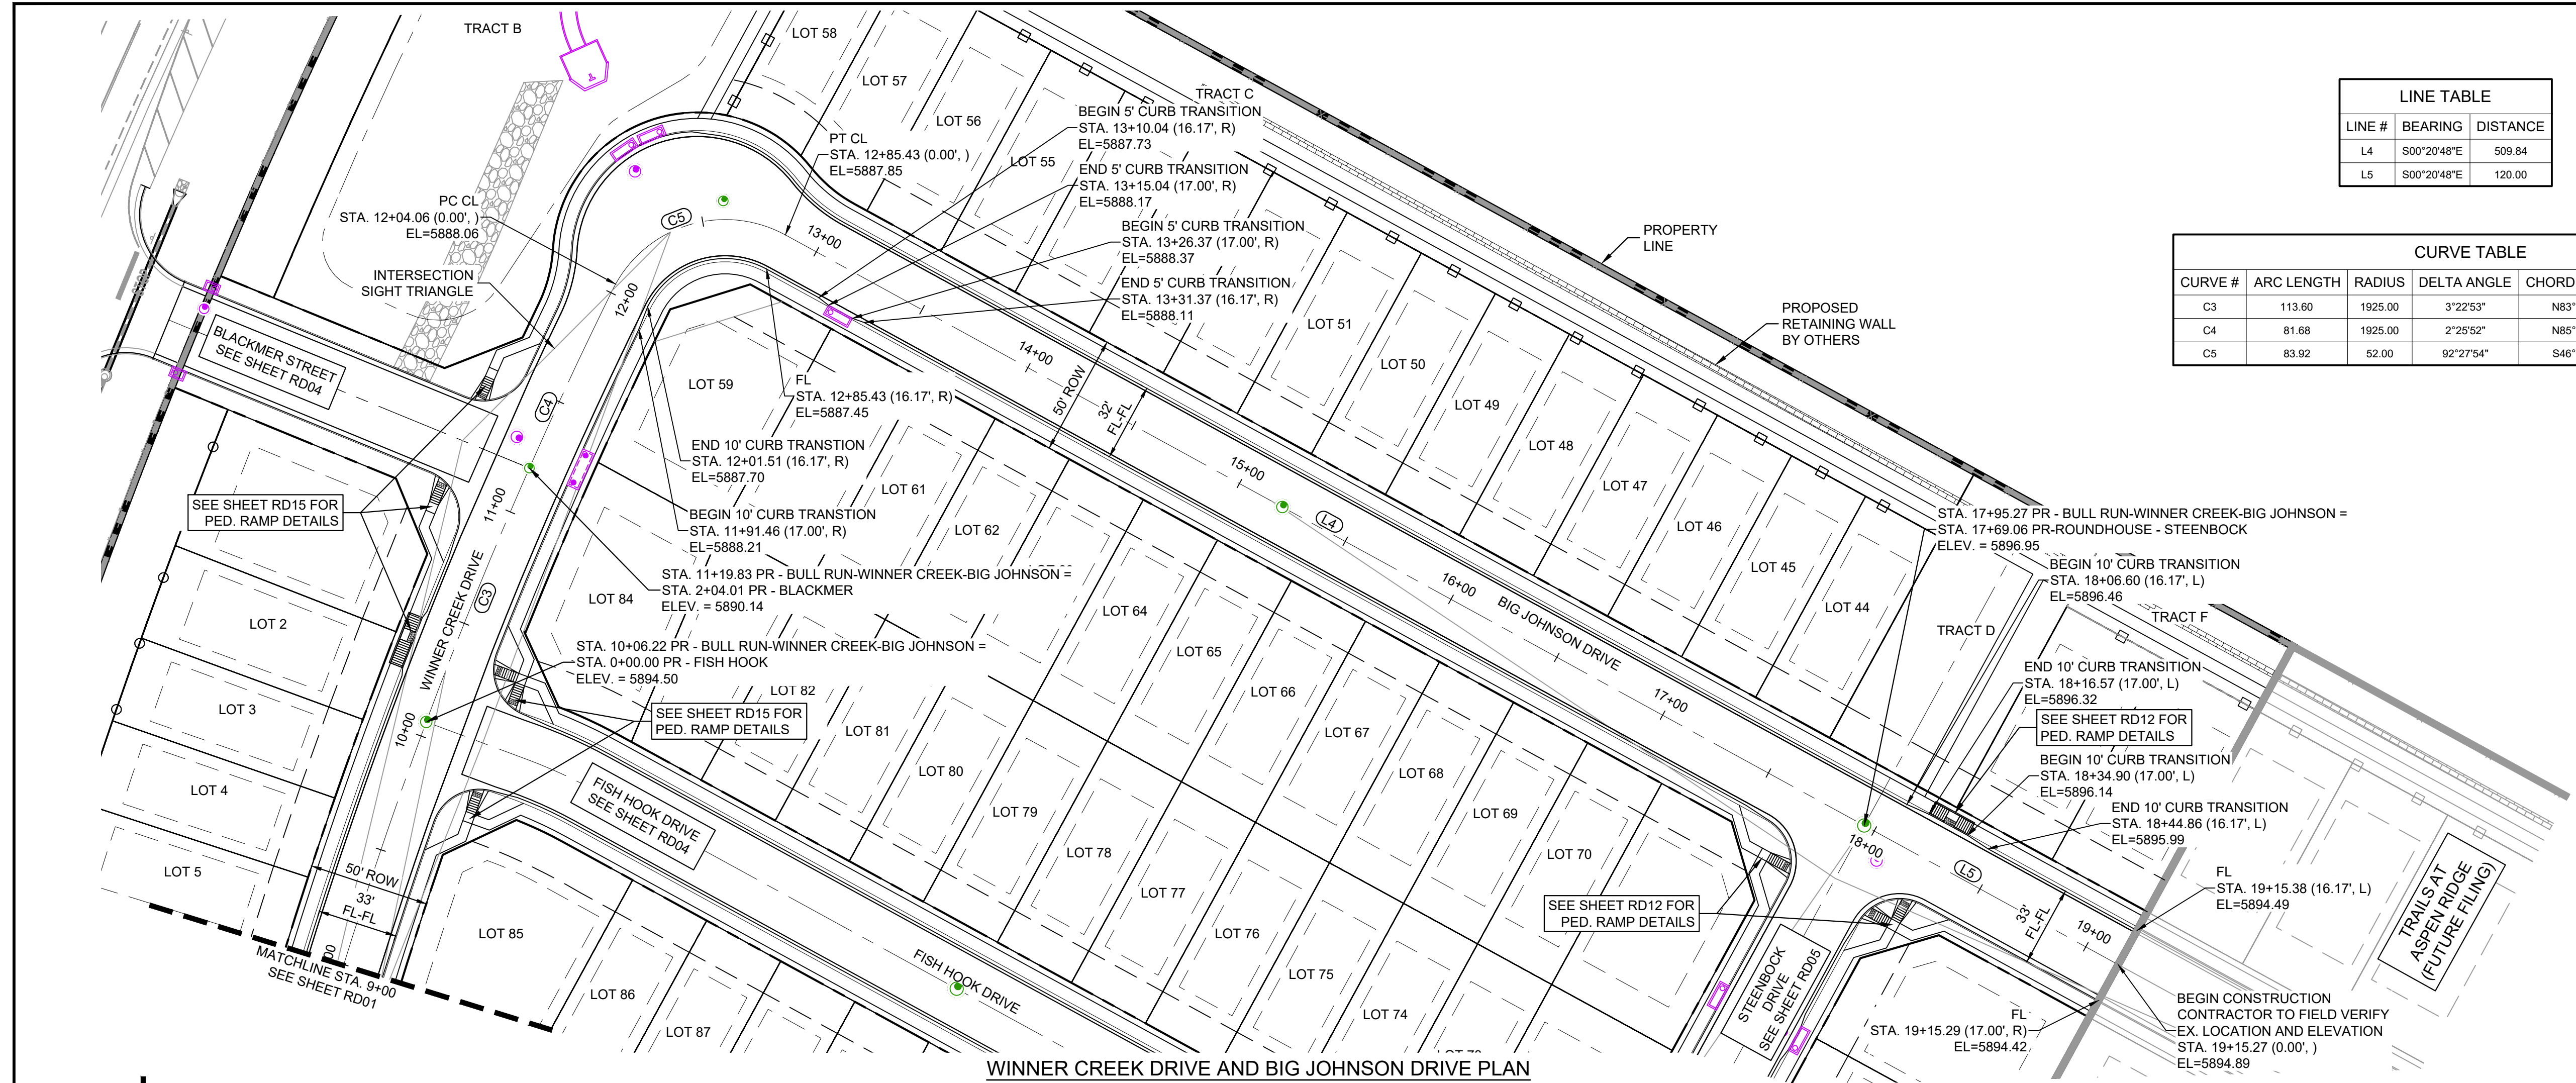 TRACT B
LOT 58
LOT 57
LOT 56
LOT 55
TRACT C
BEGIN 5' CURB TRANSITION
STA. 13+10.04 (16.17', R)
EL=5887.73
END 5' CURB TRANSITION
STA. 13+15.04 (17.00', R)
EL=5888.17
BEGIN 5' CURB TRANSITION
STA. 13+26.37 (17.00', R)
EL=5888.37
END 5' CURB TRANSITION
STA. 13+31.37 (16.17', R)
EL=5888.11
PT CL
STA. 12+85.43 (0.00', )
EL=5887.85
PC CL
STA. 12+04.06 (0.00', )
EL=5888.06
INTERSECTION
SIGHT TRIANGLE
C5
13+00
12+00
LINE TABLE
LINE # BEARING DISTANCE
L4 S00°20'48"E 509.84
L5 S00°20'48"E 120.00
CURVE TABLE
CURVE # ARC LENGTH RADIUS DELTA ANGLE CHORD
C3 113.60 1925.00 3°22'53" N83°
C4 81.68 1925.00 2°25'52" N85°
C5 83.92 52.00 92°27'54" S46°
PROPERTY
LINE
PROPOSED
RETAINING WALL
BY OTHERS
BLACKMER STREET
SEE SHEET RD04
C4
LOT 59
FL
STA. 12+85.43 (16.17', R)
EL=5887.45
14+00
50' ROW
32'
FL-FL
LOT 51
LOT 50
LOT 49
LOT 48
LOT 47
LOT 46
LOT 45
LOT 44
TRACT D
END 10' CURB TRANSTION
STA. 12+01.51 (16.17', R)
EL=5887.70
LOT 61
LOT 62
15+00
L4
BEGIN 10' CURB TRANSTION
STA. 11+91.46 (17.00', R)
EL=5888.21
SEE SHEET RD15 FOR
PED. RAMP DETAILS
11+00
STA. 11+19.83 PR - BULL RUN-WINNER CREEK-BIG JOHNSON =
STA. 2+04.01 PR - BLACKMER
ELEV. = 5890.14
LOT 84
C3
WINNER CREEK DRIVE
STA. 10+06.22 PR - BULL RUN-WINNER CREEK-BIG JOHNSON =
STA. 0+00.00 PR - FISH HOOK
ELEV. = 5894.50
LOT 82
SEE SHEET RD15 FOR
PED. RAMP DETAILS
10+00
LOT 2
LOT 3
LOT 4
LOT 5
LOT 64
LOT 65
LOT 66
LOT 67
LOT 68
LOT 69
LOT 70
16+00
BIG JOHNSON DRIVE
17+00
STA. 17+95.27 PR - BULL RUN-WINNER CREEK-BIG JOHNSON =
STA. 17+69.06 PR-ROUNDHOUSE - STEENBOCK
ELEV. = 5896.95
BEGIN 10' CURB TRANSITION
STA. 18+06.60 (16.17', L)
EL=5896.46
TRACT F
END 10' CURB TRANSITION
STA. 18+16.57 (17.00', L)
EL=5896.32
SEE SHEET RD12 FOR
PED. RAMP DETAILS
BEGIN 10' CURB TRANSITION
STA. 18+34.90 (17.00', L)
EL=5896.14
END 10' CURB TRANSITION
STA. 18+44.86 (16.17', L)
EL=5895.99
18+00
L5
FL
STA. 19+15.38 (16.17', L)
EL=5894.49
TRAILS AT
ASPEN RIDGE
(FUTURE FILING)
LOT 81
LOT 80
LOT 79
LOT 78
LOT 77
LOT 76
LOT 75
LOT 74
FISH HOOK DRIVE
SEE SHEET RD04
50' ROW
33'
FL-FL
MATCHLINE STA. 9+00
SEE SHEET RD01
LOT 85
LOT 86
LOT 87
FISH HOOK DRIVE
SEE SHEET RD12 FOR
PED. RAMP DETAILS
STEENBOCK
DRIVE
SEE SHEET RD05
33'
FL-FL
19+00
FL
STA. 19+15.29 (17.00', R)
EL=5894.42
BEGIN CONSTRUCTION
CONTRACTOR TO FIELD VERIFY
EX. LOCATION AND ELEVATION
STA. 19+15.27 (0.00', )
EL=5894.89
WINNER CREEK DRIVE AND BIG JOHNSON DRIVE PLAN